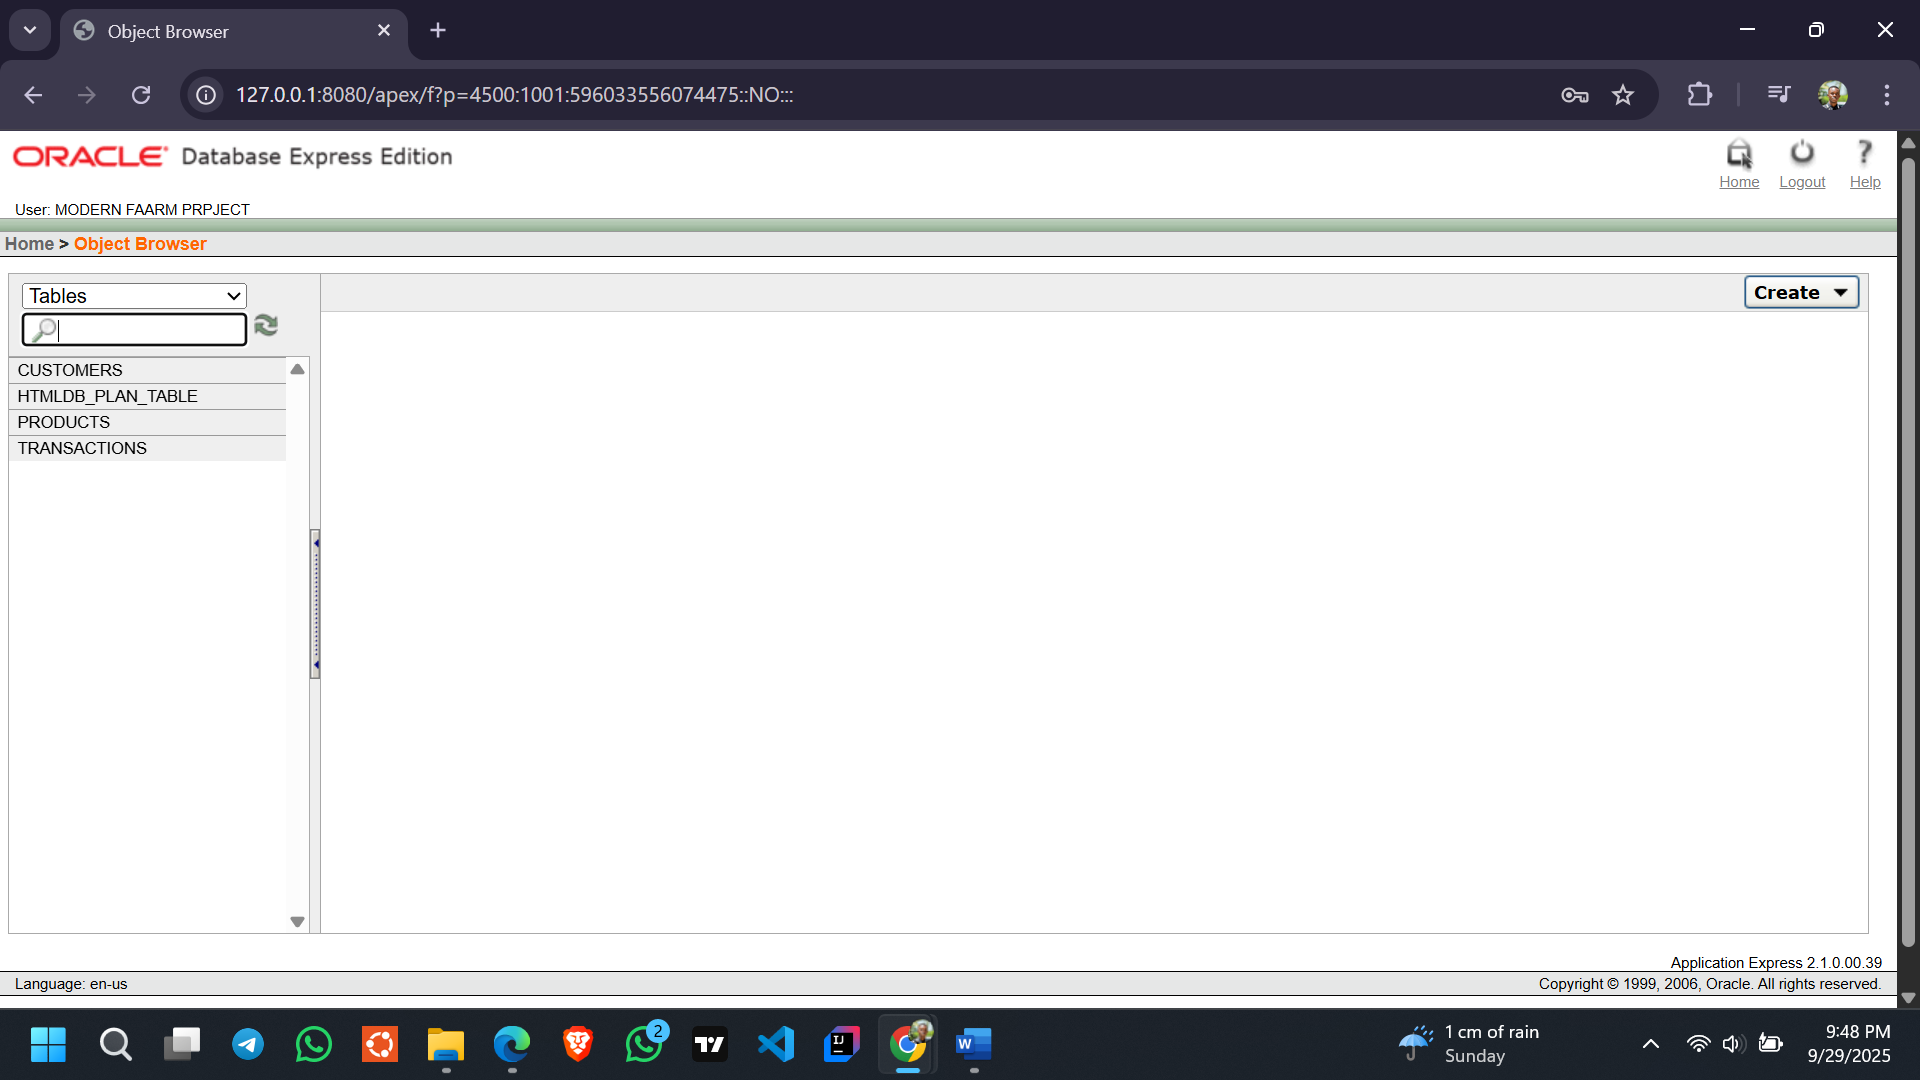 Object Browser
127.0.0.1:8080/apex/f?p=4500:1001:596033556074475::NO:::
ORACLE Database Express Edition
Home Logout Help
User: MODERN FAARM PRPJECT
Home > Object Browser
Tables
Create
CUSTOMERS
HTMLDB_PLAN_TABLE
PRODUCTS
TRANSACTIONS
Application Express 2.1.0.00.39
Language: en-us
Copyright © 1999, 2006, Oracle. All rights reserved.
2
IJ
W
1 cm of rain
Sunday
9:48 PM
9/29/2025